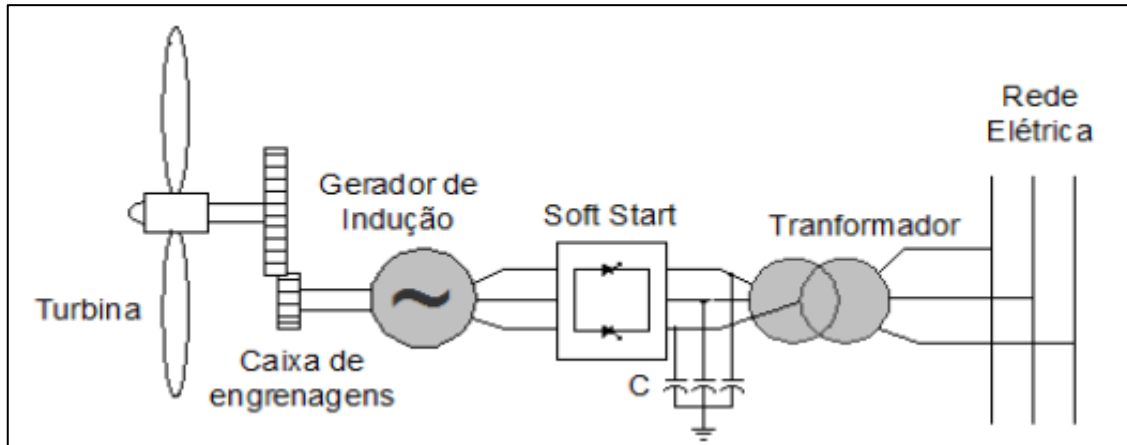 Rede
Elétrica
Gerador de
Indução
Soft Start
Tranformador
Turbina
Caixa de
engrenagens
C